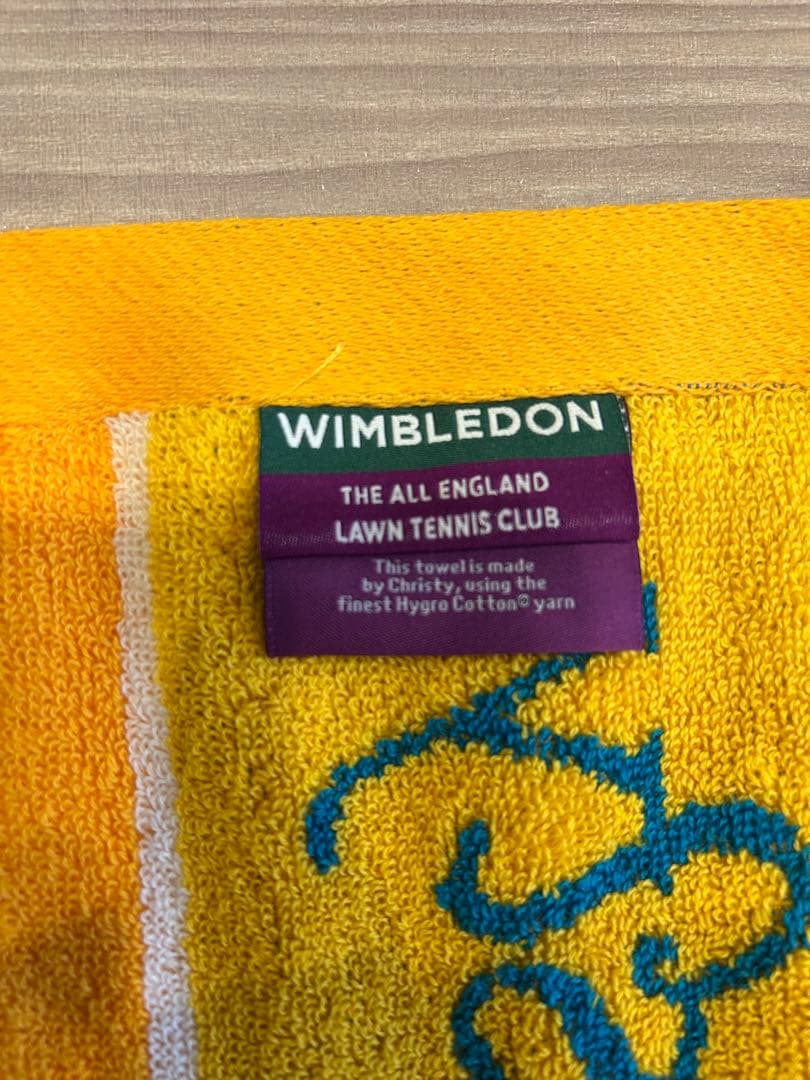 WIMBLEDON
THE ALL ENGLAND
LAWN TENNIS CLUB
This towel is made
by Christy, using the
finest Hygro Cotton® yarn